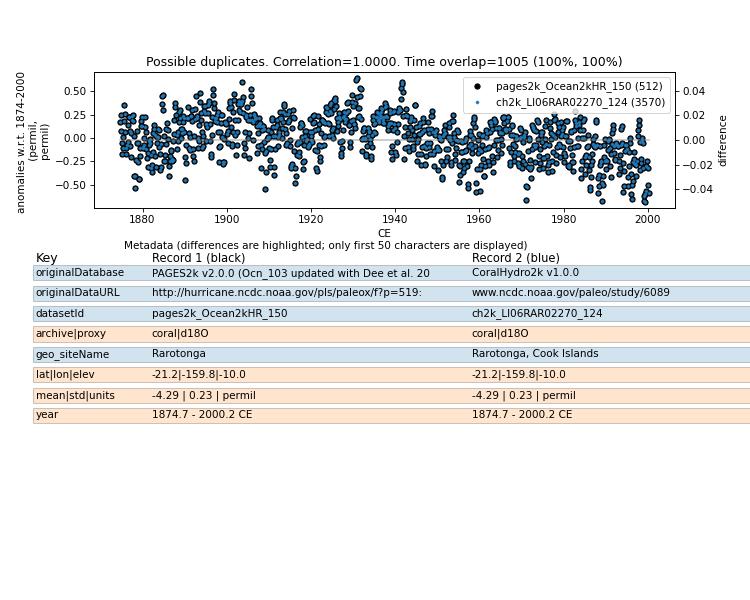 Possible duplicates. Correlation=1.0000. Time overlap=1005 (100%, 100%)
anomalies w.r.t. 1874-2000
(permil,
permil)
0.50
0.25
0.00
−0.25
−0.50
pages2k_Ocean2kHR_150 (512)
ch2k_LI06RAR02270_124 (3570)
0.04
0.02
0.00
−0.02
−0.04
difference
1880 1900 1920 1940 1960 1980 2000
CE
Metadata (differences are highlighted; only first 50 characters are displayed)
Key Record 1 (black) Record 2 (blue)
originalDatabase PAGES2k v2.0.0 (Ocn_103 updated with Dee et al. 20 CoralHydro2k v1.0.0
originalDataURL http://hurricane.ncdc.noaa.gov/pls/paleox/f?p=519: www.ncdc.noaa.gov/paleo/study/6089
datasetId pages2k_Ocean2kHR_150 ch2k_LI06RAR02270_124
archive|proxy coral|d18O coral|d18O
geo_siteName Rarotonga Rarotonga, Cook Islands
lat|lon|elev -21.2|-159.8|-10.0 -21.2|-159.8|-10.0
mean|std|units -4.29 | 0.23 | permil -4.29 | 0.23 | permil
year 1874.7 - 2000.2 CE 1874.7 - 2000.2 CE